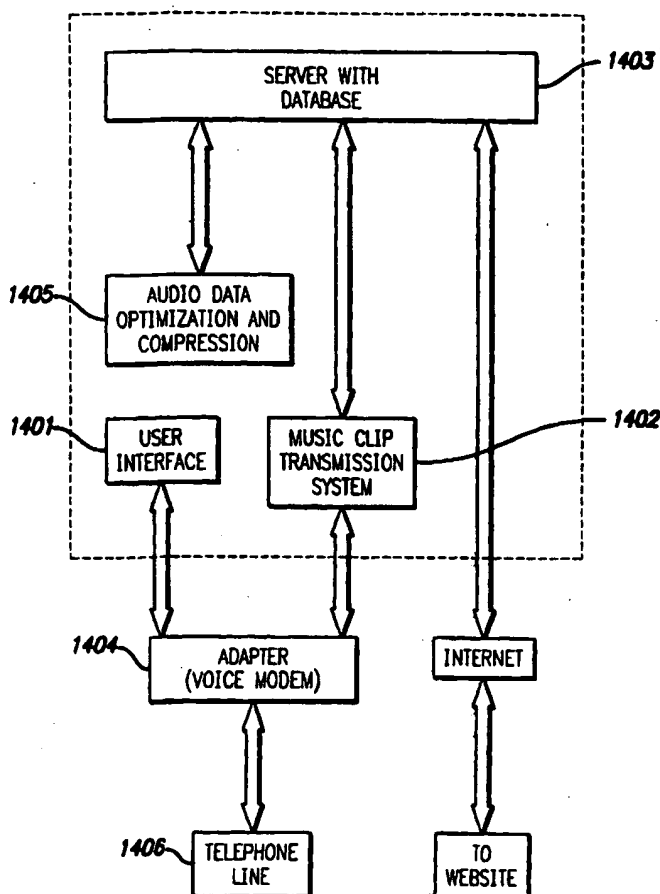 SERVER WITH
DATABASE
1403
1405
AUDIO DATA
OPTIMIZATION AND
COMPRESSION
1401
USER
INTERFACE
MUSIC CLIP
TRANSMISSION
SYSTEM
1402
1404
ADAPTER
(VOICE MODEM)
INTERNET
1406
TELEPHONE
LINE
TO
WEBSITE